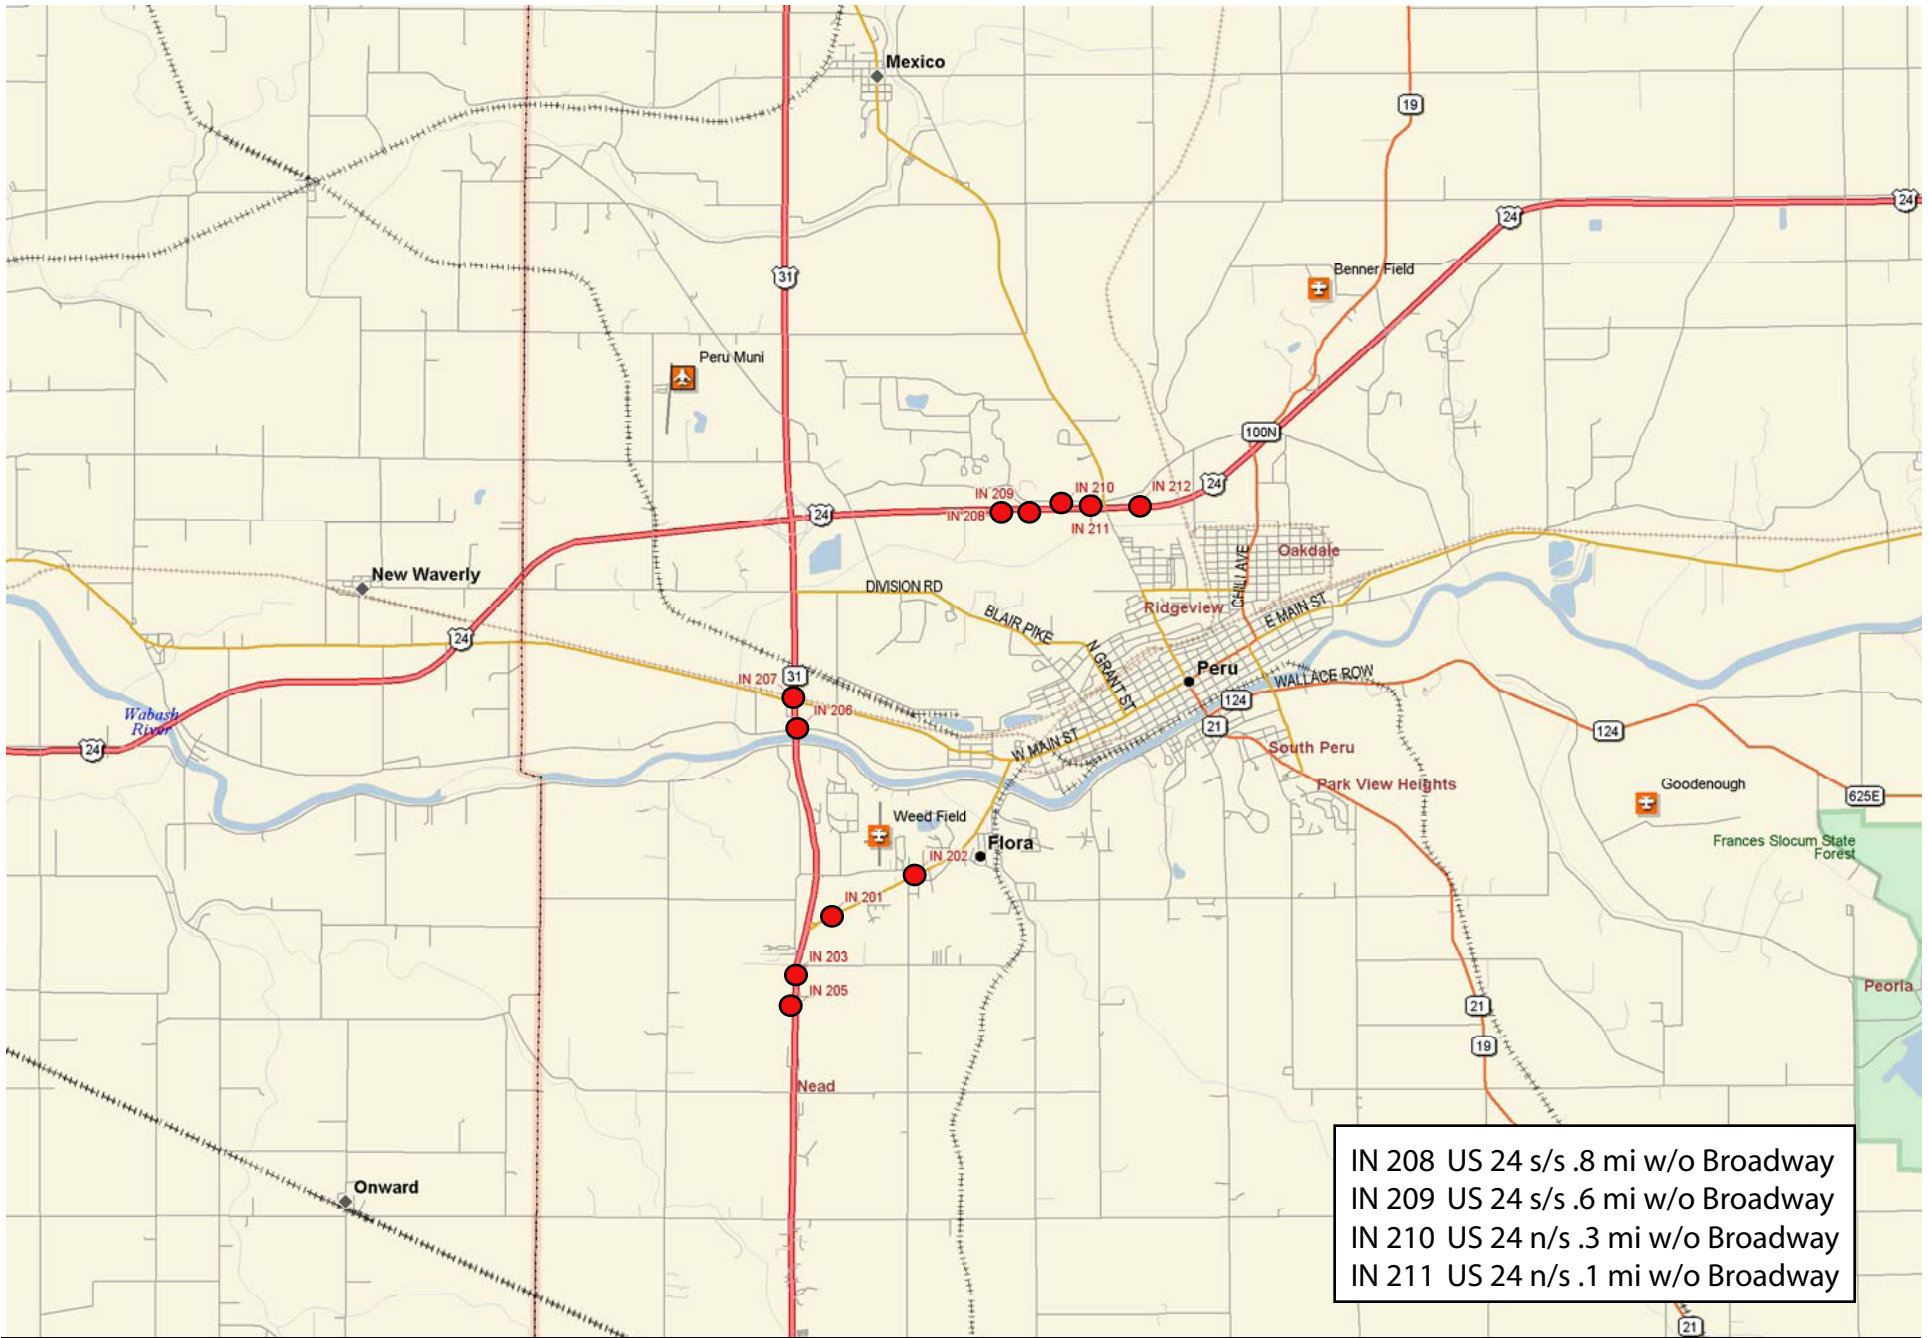 Mexico
19
24
24
31
Benner Field
Peru Muni
100N
IN 209
IN 210
IN 212
24
24
IN 208
IN 211
Oakdale
New Waverly
DIVISION RD
CHILI AVE
BLAIR PIKE
Ridgeview
E MAIN ST
24
N GRANT ST
Peru
WALLACE ROW
31
IN 207
124
Wabash
River
IN 206
21
124
24
W MAIN ST
South Peru
Park View Heights
Goodenough
625E
Weed Field
Flora
Frances Slocum State
Forest
IN 202
IN 201
IN 203
IN 205
Peoria
21
19
Nead
Onward
IN 208 US 24 s/s .8 mi w/o Broadway
IN 209 US 24 s/s .6 mi w/o Broadway
IN 210 US 24 n/s .3 mi w/o Broadway
IN 211 US 24 n/s .1 mi w/o Broadway
21